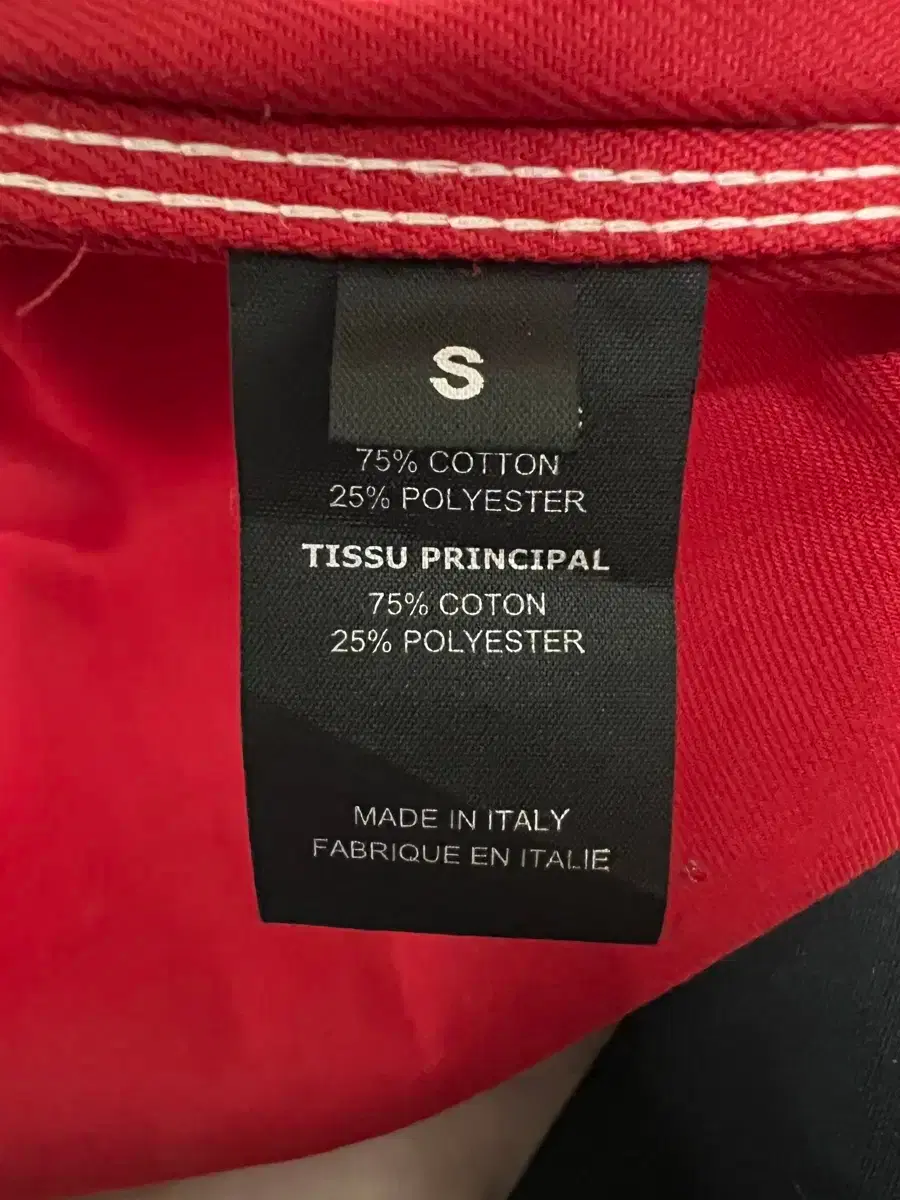 S
75% COTTON
25% POLYESTER
TISSU PRINCIPAL
75% COTON
25% POLYESTER
MADE IN ITALY
FABRIQUE EN ITALIE